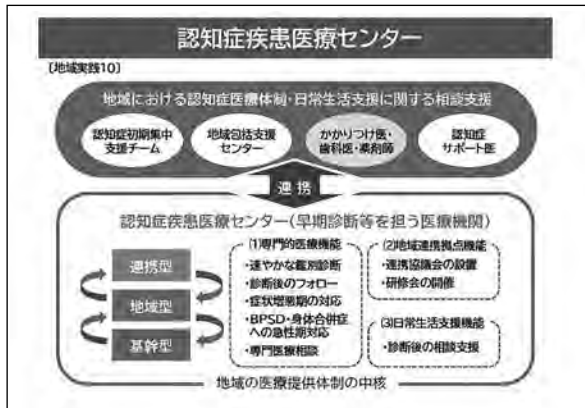 認知症疾患医療センター
〔地域実践10〕
地域における認知症医療体制・日常生活支援に関する相談支援
認知症初期集中
支援チーム
地域包括支援
センター
かかりつけ医・
歯科医・薬剤師
認知症
サポート医
連携
認知症疾患医療センター(早期診断等を担う医療機関)
連携型
地域型
基幹型
(1)専門的医療機能
・速やかな鑑別診断
・診断後のフォロー
・症状増悪期の対応
・BPSD・身体合併症
への急性期対応
・専門医療相談
(2)地域連携拠点機能
・連携協議会の設置
・研修会の開催
(3)日常生活支援機能
・診断後の相談支援
地域の医療提供体制の中核